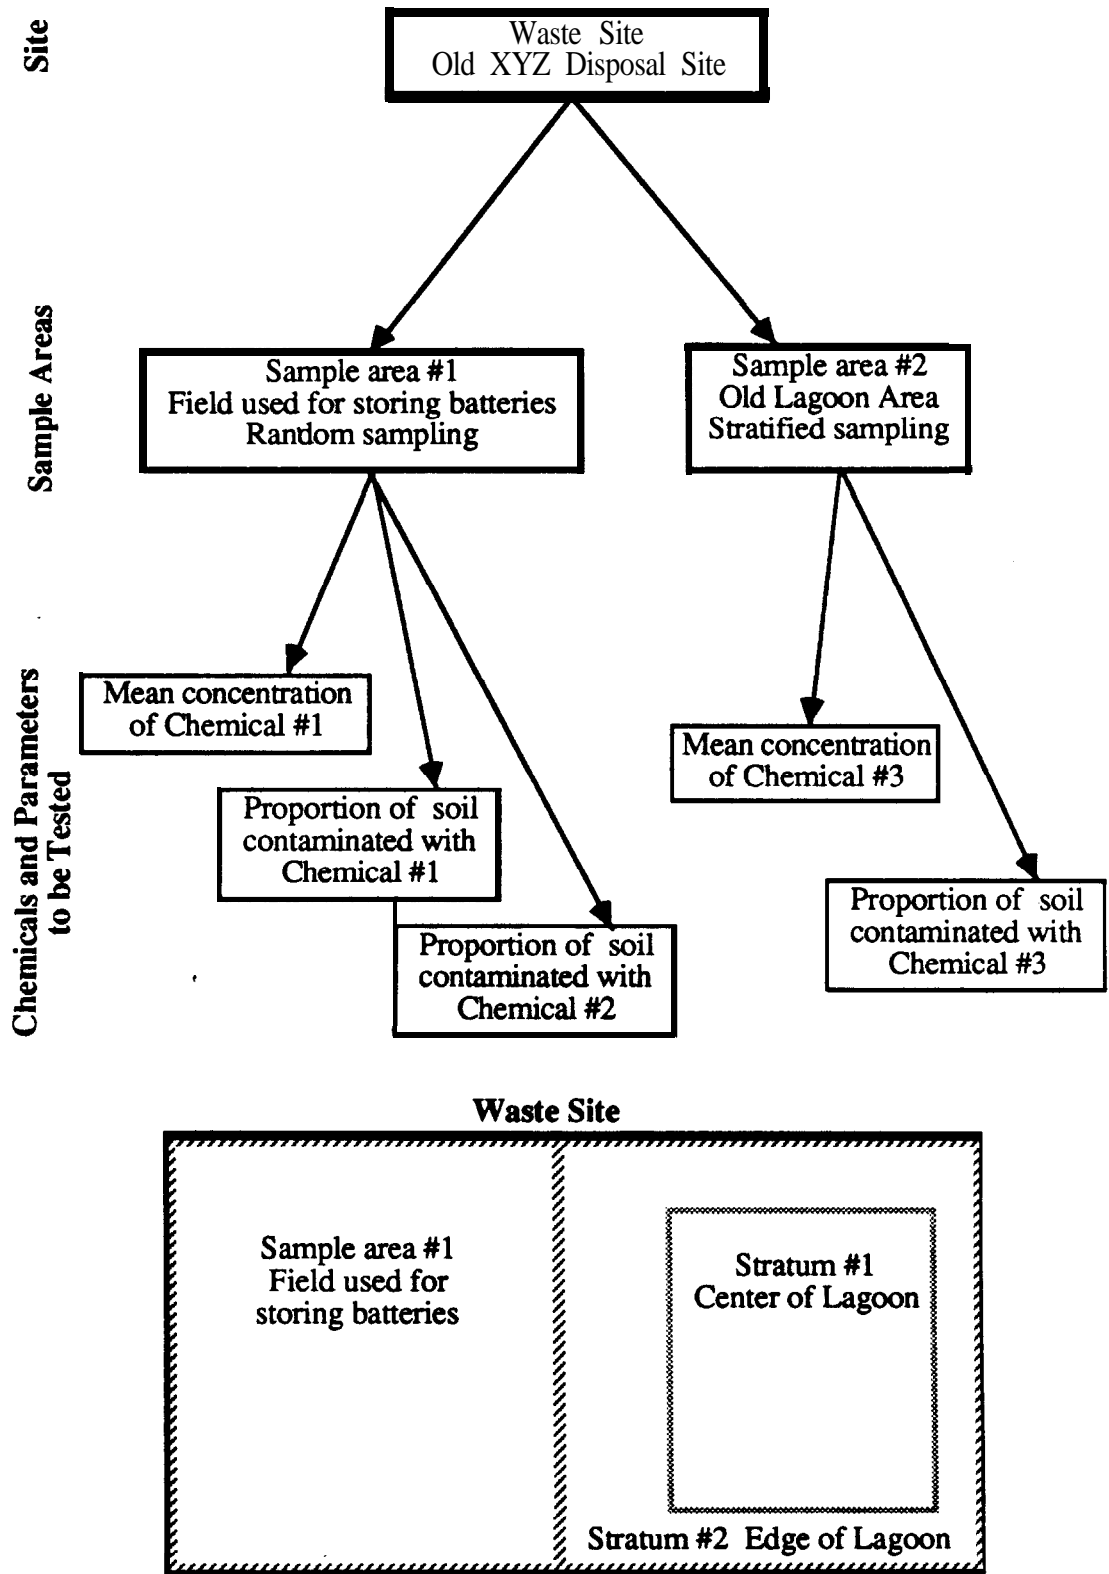 Site
Waste Site
Old XYZ Disposal Site
Sample Areas
Sample area #1
Field used for storing batteries
Random sampling
Sample area #2
Old Lagoon Area
Stratified sampling
Chemicals and Parameters
to be Tested
Mean concentration
of Chemical #1
Proportion of soil
contaminated with
Chemical #1
Proportion of soil
contaminated with
Chemical #2
Mean concentration
of Chemical #3
Proportion of soil
contaminated with
Chemical #3
Waste Site
Sample area #1
Field used for
storing batteries
Stratum #1
Center of Lagoon
Stratum #2 Edge of Lagoon